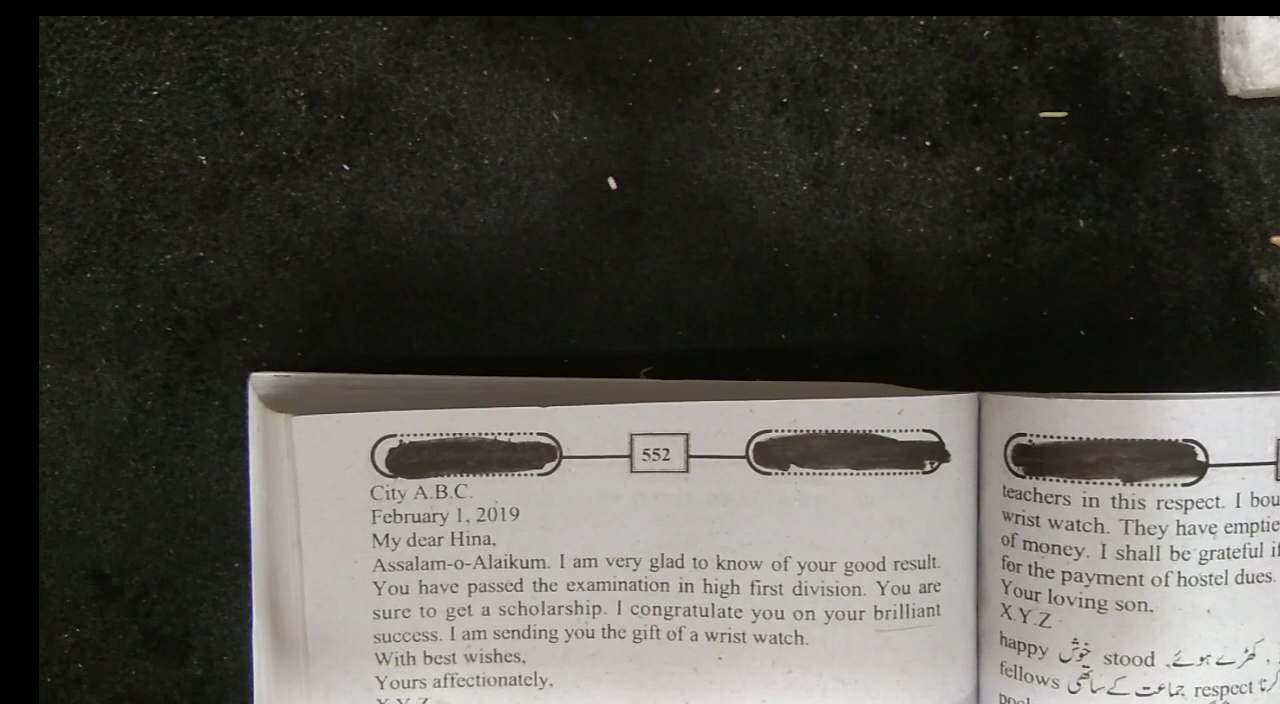 552
City A.B.C.
February 1, 2019
My dear Hina,
Assalam-o-Alaikum. I am very glad to know of your good result.
You have passed the examination in high first division. You are
sure to get a scholarship. I congratulate you on your brilliant
success. I am sending you the gift of a wrist watch.
With best wishes,
Yours affectionately,
X.Y.Z
teachers in this respect. I
wrist watch. They have
of money. I shall be grateful
for the payment of hostel dues.
Your loving son,
X.Y.Z
happy خوش stood کھڑے ہوئے,
fellows جماعت کے ساتھی respect